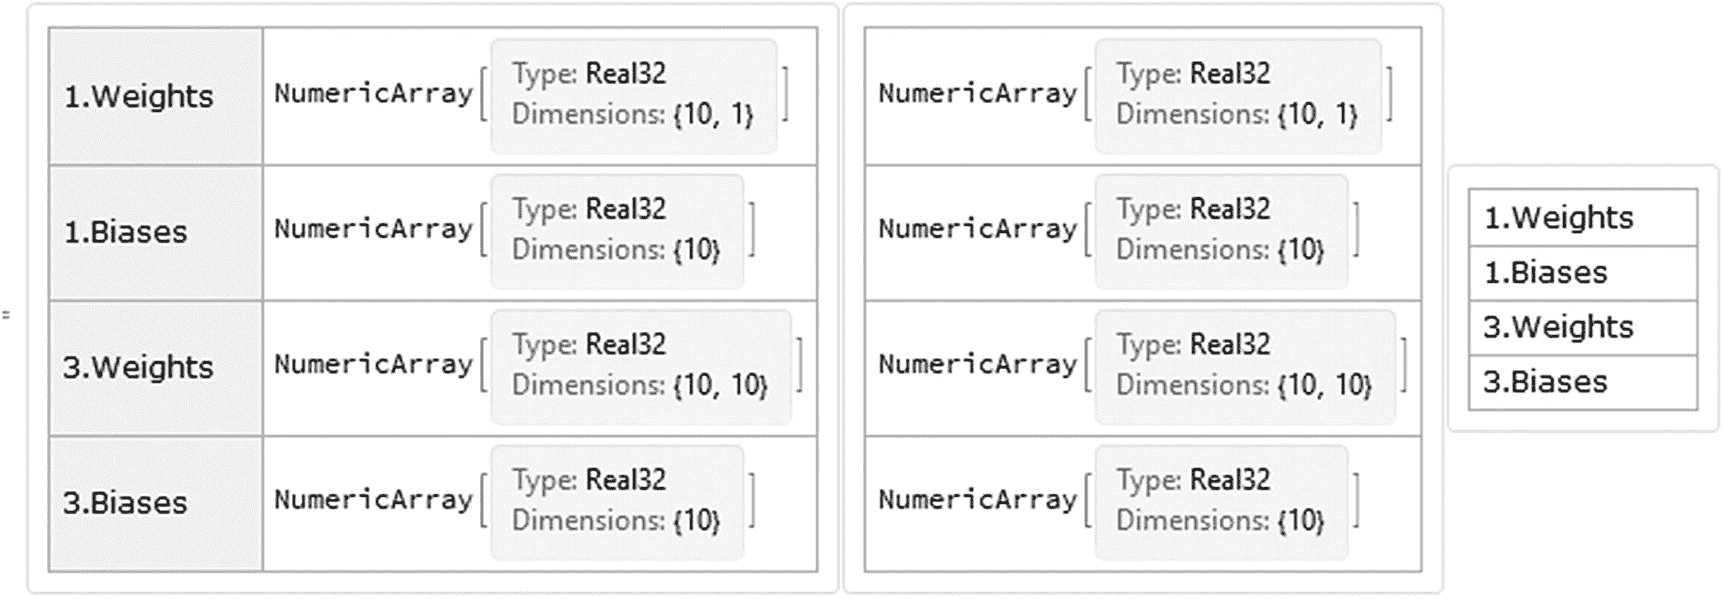 =
1.Weights NumericArray[ Type: Real32
Dimensions: {10, 1} ]
1.Biases NumericArray[ Type: Real32
Dimensions: {10} ]
3.Weights NumericArray[ Type: Real32
Dimensions: {10, 10} ]
3.Biases NumericArray[ Type: Real32
Dimensions: {10} ]
NumericArray[ Type: Real32
Dimensions: {10, 1} ]
NumericArray[ Type: Real32
Dimensions: {10} ]
NumericArray[ Type: Real32
Dimensions: {10, 10} ]
NumericArray[ Type: Real32
Dimensions: {10} ]
1.Weights
1.Biases
3.Weights
3.Biases